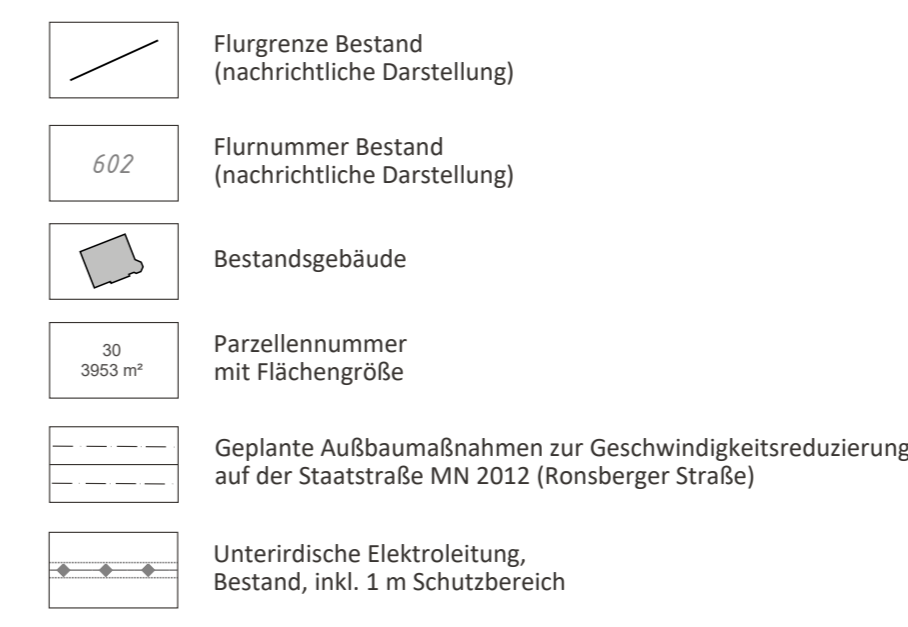 Flurgrenze Bestand
(nachrichtliche Darstellung)
602
Flurnummer Bestand
(nachrichtliche Darstellung)
Bestandsgebäude
30
3953 m²
Parzellennummer
mit Flächengröße
Geplante Außbaumaßnahmen zur Geschwindigkeitsreduzierung
auf der Staatstraße MN 2012 (Ronsberger Straße)
Unterirdische Elektroleitung,
Bestand, inkl. 1 m Schutzbereich